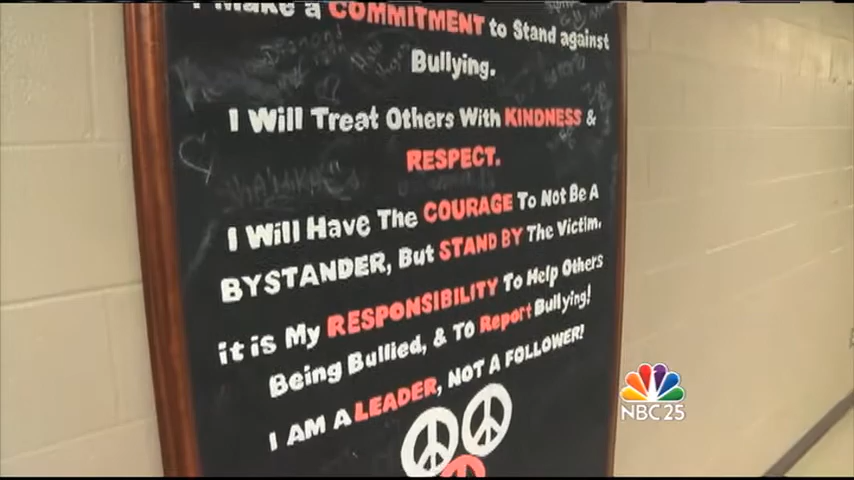 I Make a COMMITMENT to Stand against
Bullying.
I Will Treat Others With KINDNESS &
RESPECT.
I Will Have The COURAGE To Not Be A
BYSTANDER, But STAND BY The Victim.
it is My RESPONSIBILITY To Help Others
Being Bullied, & To Report Bullying!
I AM A LEADER, NOT A FOLLOWER!
NBC 25